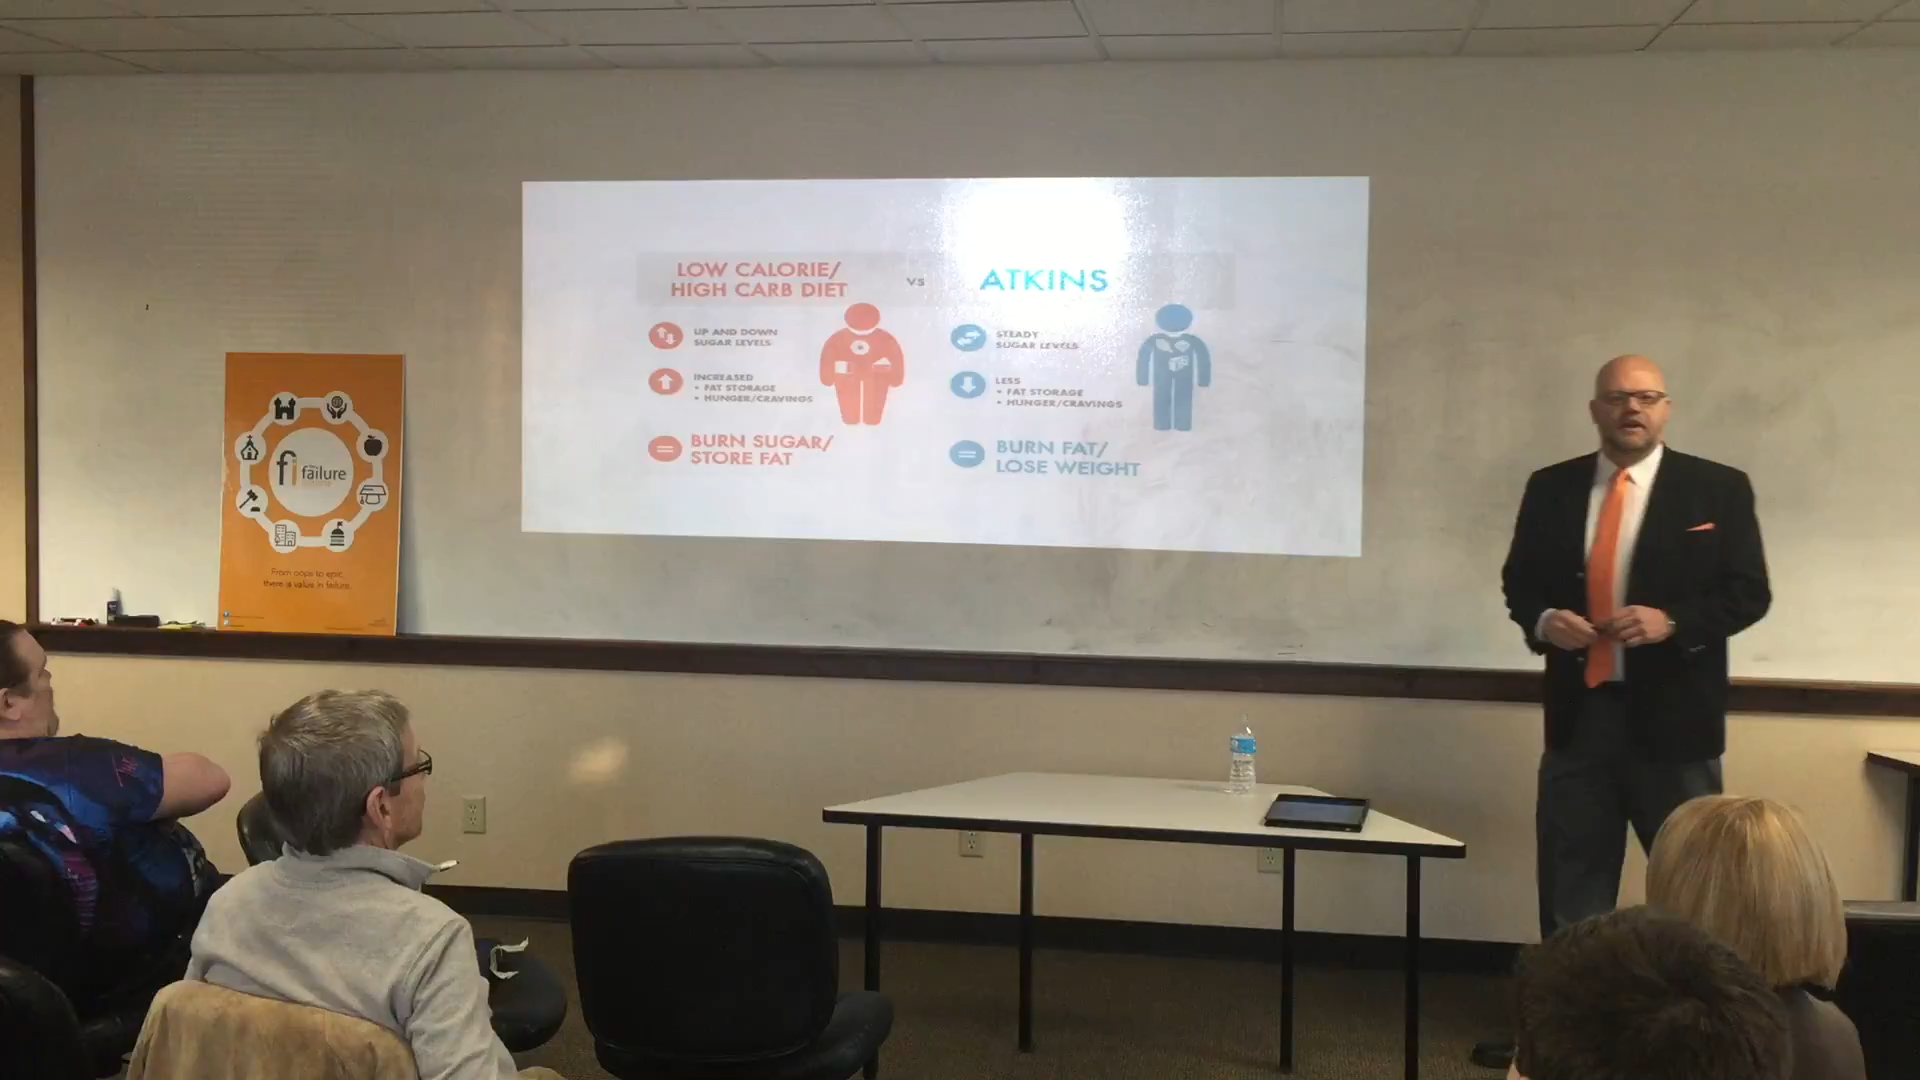 LOW CALORIE/
HIGH CARB DIET
VS
ATKINS
UP AND DOWN
SUGAR LEVELS
INCREASED
• FAT STORAGE
• HUNGER/CRAVINGS
BURN SUGAR/
STORE FAT
STEADY
SUGAR LEVELS
LESS
• FAT STORAGE
• HUNGER/CRAVINGS
BURN FAT/
LOSE WEIGHT
fi
failure
From oops to epic,
there is value in failure.